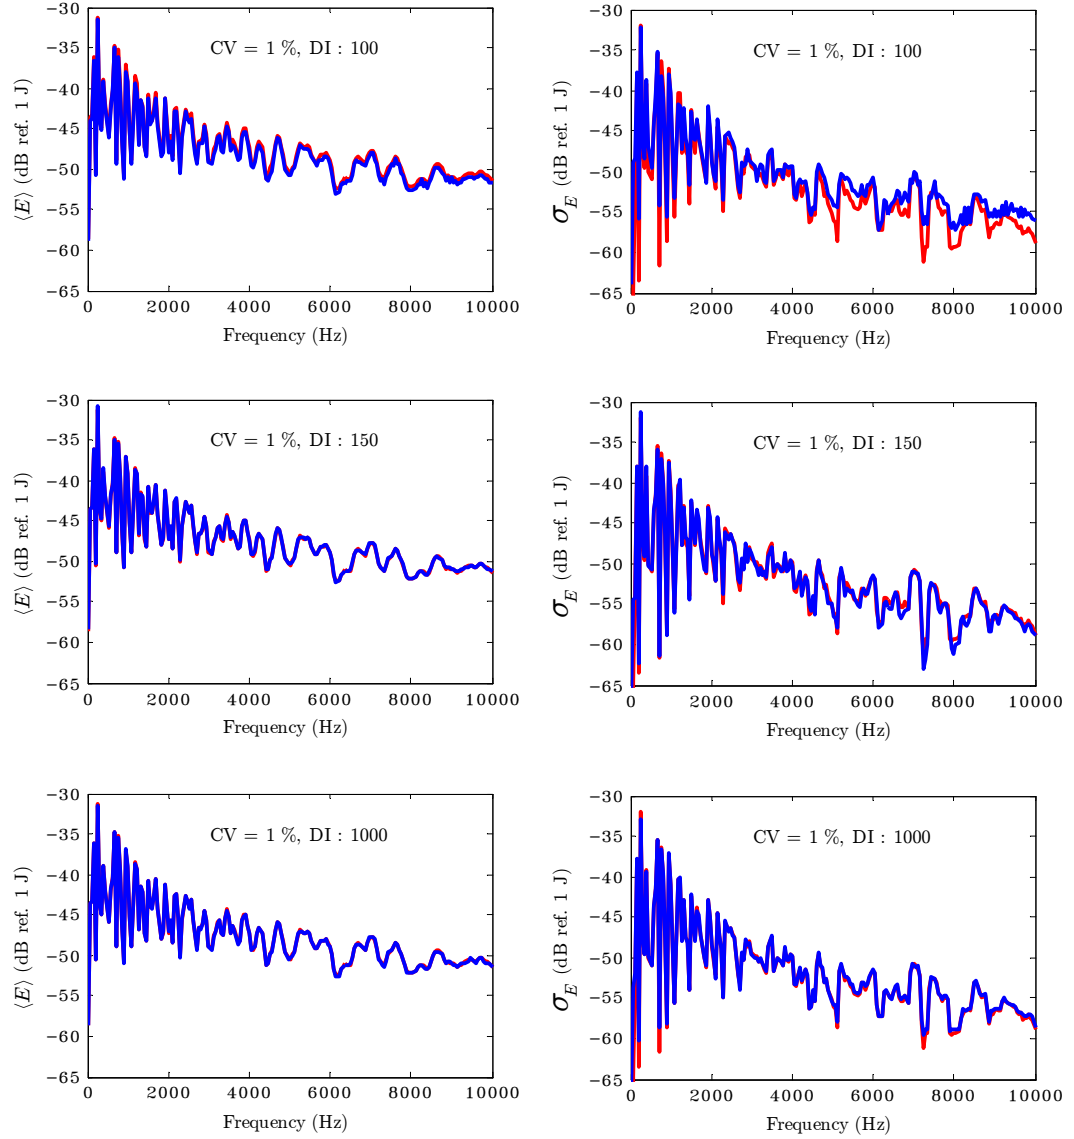 CV = 1 %, DI : 100
⟨E⟩ (dB ref. 1 J)
−30
−35
−40
−45
−50
−55
−60
−65
0 2000 4000 6000 8000 10000
Frequency (Hz)
CV = 1 %, DI : 100
σE (dB ref. 1 J)
−30
−35
−40
−45
−50
−55
−60
−65
0 2000 4000 6000 8000 10000
Frequency (Hz)
CV = 1 %, DI : 150
⟨E⟩ (dB ref. 1 J)
−30
−35
−40
−45
−50
−55
−60
−65
0 2000 4000 6000 8000 10000
Frequency (Hz)
CV = 1 %, DI : 150
σE (dB ref. 1 J)
−30
−35
−40
−45
−50
−55
−60
−65
0 2000 4000 6000 8000 10000
Frequency (Hz)
CV = 1 %, DI : 1000
⟨E⟩ (dB ref. 1 J)
−30
−35
−40
−45
−50
−55
−60
−65
0 2000 4000 6000 8000 10000
Frequency (Hz)
CV = 1 %, DI : 1000
σE (dB ref. 1 J)
−30
−35
−40
−45
−50
−55
−60
−65
0 2000 4000 6000 8000 10000
Frequency (Hz)